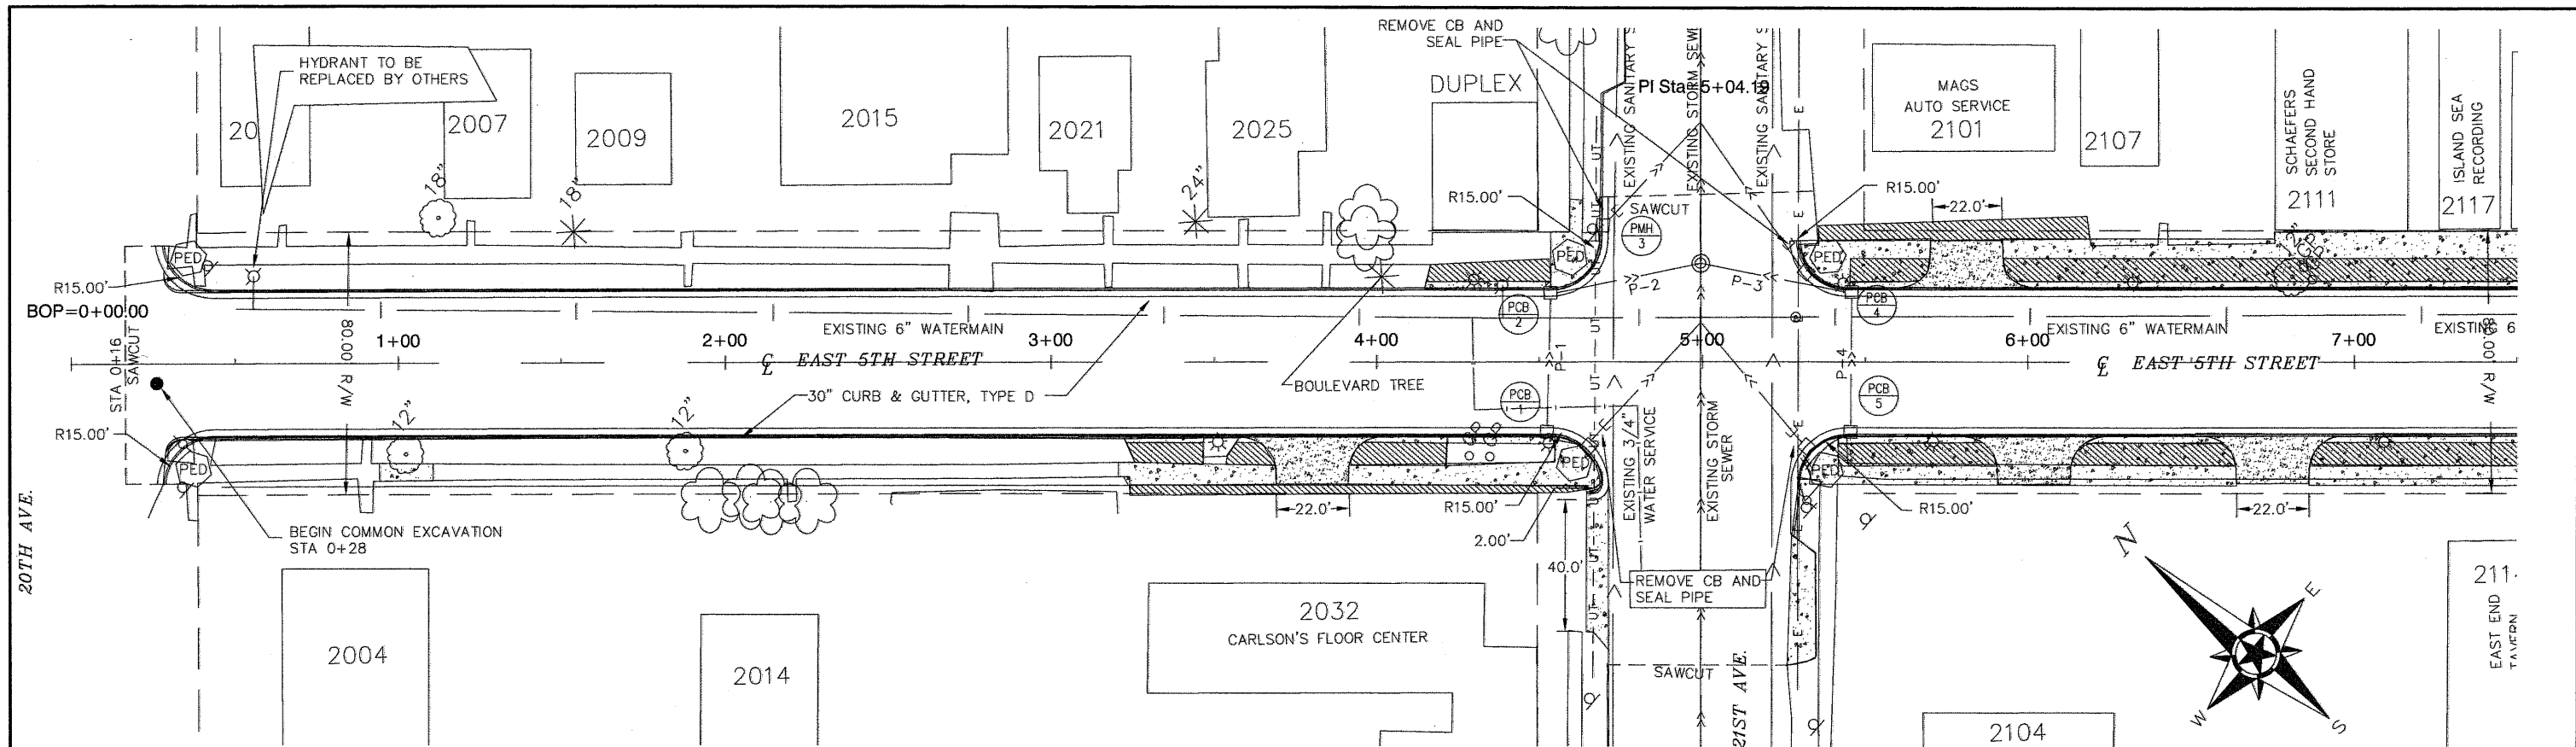 REMOVE CB AND
SEAL PIPE
HYDRANT TO BE
REPLACED BY OTHERS
20
2007
2009
2015
2021
2025
DUPLEX
PI Sta= 5+04.19
EXISTING SANITARY S
EXISTING STORM SEWE
EXISTING SANITARY S
MAGS
AUTO SERVICE
2101
2107
SCHAEFERS
SECOND HAND
STORE
2111
ISLAND SEA
RECORDING
2117
18"
18"
24"
R15.00'
SAWCUT
PMH
3
R15.00'
22.0'
PED
PED
PED
R15.00'
BOP=0+00.00
P-2
P-3
PCB
2
PCB
4
EXISTING 6" WATERMAIN
EXISTING 6" WATERMAIN
EXISTING 6
STA 0+16
SAWCUT
80.00' R/W
1+00
2+00
3+00
4+00
5+00
6+00
7+00
80.00' R/W
EAST 5TH STREET
EAST 5TH STREET
P-1
P-4
BOULEVARD TREE
30" CURB & GUTTER, TYPE D
PCB
1
PCB
5
12"
12"
R15.00'
PED
PED
PED
EXISTING 3/4"
WATER SERVICE
EXISTING STORM
SEWER
22.0'
R15.00'
2.00'
R15.00'
22.0'
BEGIN COMMON EXCAVATION
STA 0+28
20TH AVE.
40.0'
REMOVE CB AND
SEAL PIPE
2004
2014
2032
CARLSON'S FLOOR CENTER
SAWCUT
21ST AVE.
2104
N
E
W
S
211
EAST END
TAVERN